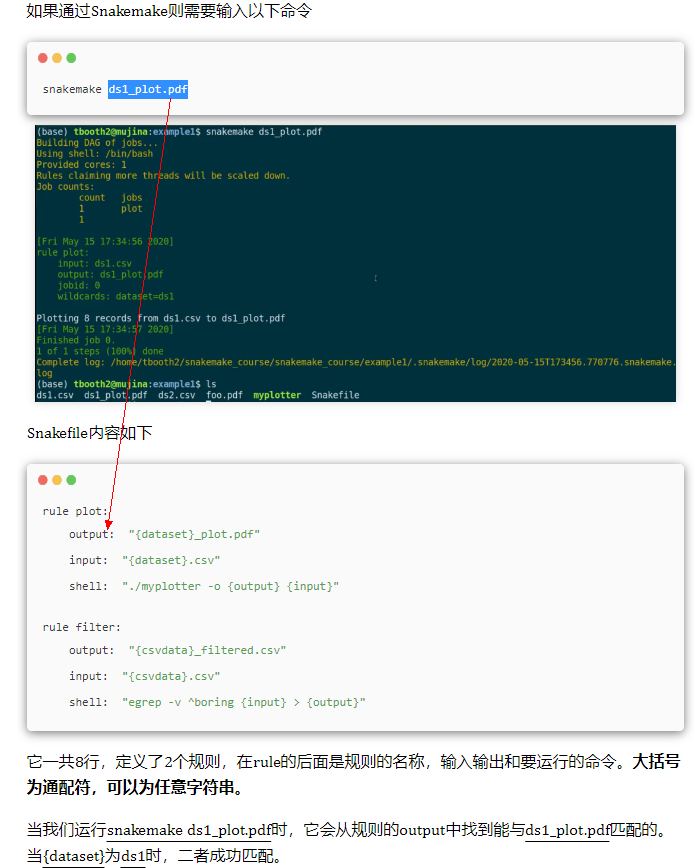 如果通过Snakemake则需要输入以下命令
snakemake ds1_plot.pdf
(base) tbooth2@mujina:example1$ snakemake ds1_plot.pdf
Building DAG of jobs...
Using shell: /bin/bash
Provided cores: 1
Rules claiming more threads will be scaled down.
Job counts:
count jobs
1 plot
1
[Fri May 15 17:34:56 2020]
rule plot:
input: ds1.csv
output: ds1_plot.pdf
jobid: 0
wildcards: dataset=ds1
Plotting 8 records from ds1.csv to ds1_plot.pdf
[Fri May 15 17:34:57 2020]
Finished job 0.
1 of 1 steps (100%) done
Complete log: /home/tbooth2/snakemake_course/snakemake_course/example1/.snakemake/log/2020-05-15T173456.770776.snakemake.
log
(base) tbooth2@mujina:example1$ ls
ds1.csv ds1_plot.pdf ds2.csv foo.pdf myplotter Snakefile
Snakefile内容如下
rule plot:
output: "{dataset}_plot.pdf"
input: "{dataset}.csv"
shell: "./myplotter -o {output} {input}"
rule filter:
output: "{csvdata}_filtered.csv"
input: "{csvdata}.csv"
shell: "egrep -v ^boring {input} > {output}"
它一共8行，定义了2个规则，在rule的后面是规则的名称，输入输出和要运行的命令。大括号
为通配符，可以为任意字符串。
当我们运行snakemake ds1_plot.pdf时，它会从规则的output中找到能与ds1_plot.pdf匹配的。
当{dataset}为ds1时，二者成功匹配。